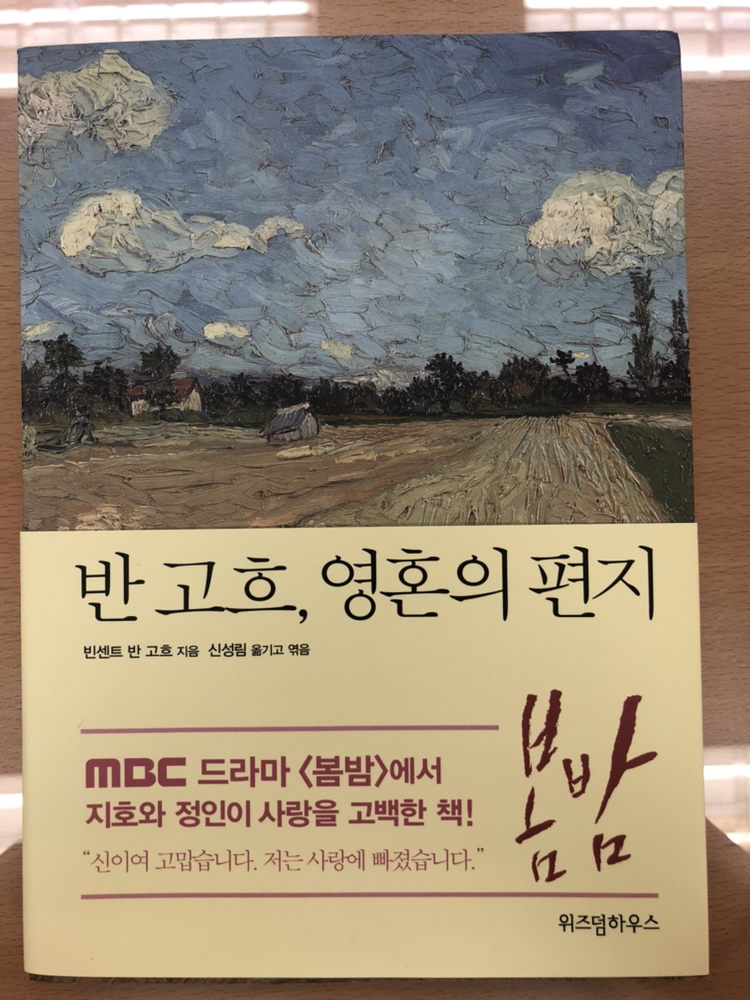 반 고흐, 영혼의 편지
빈센트 반 고흐 지음 신성림 옮기고 엮음
MBC 드라마 〈봄밤〉에서
지호와 정인이 사랑을 고백한 책!
“신이여 고맙습니다. 저는 사랑에 빠졌습니다.”
봄밤
위즈덤하우스